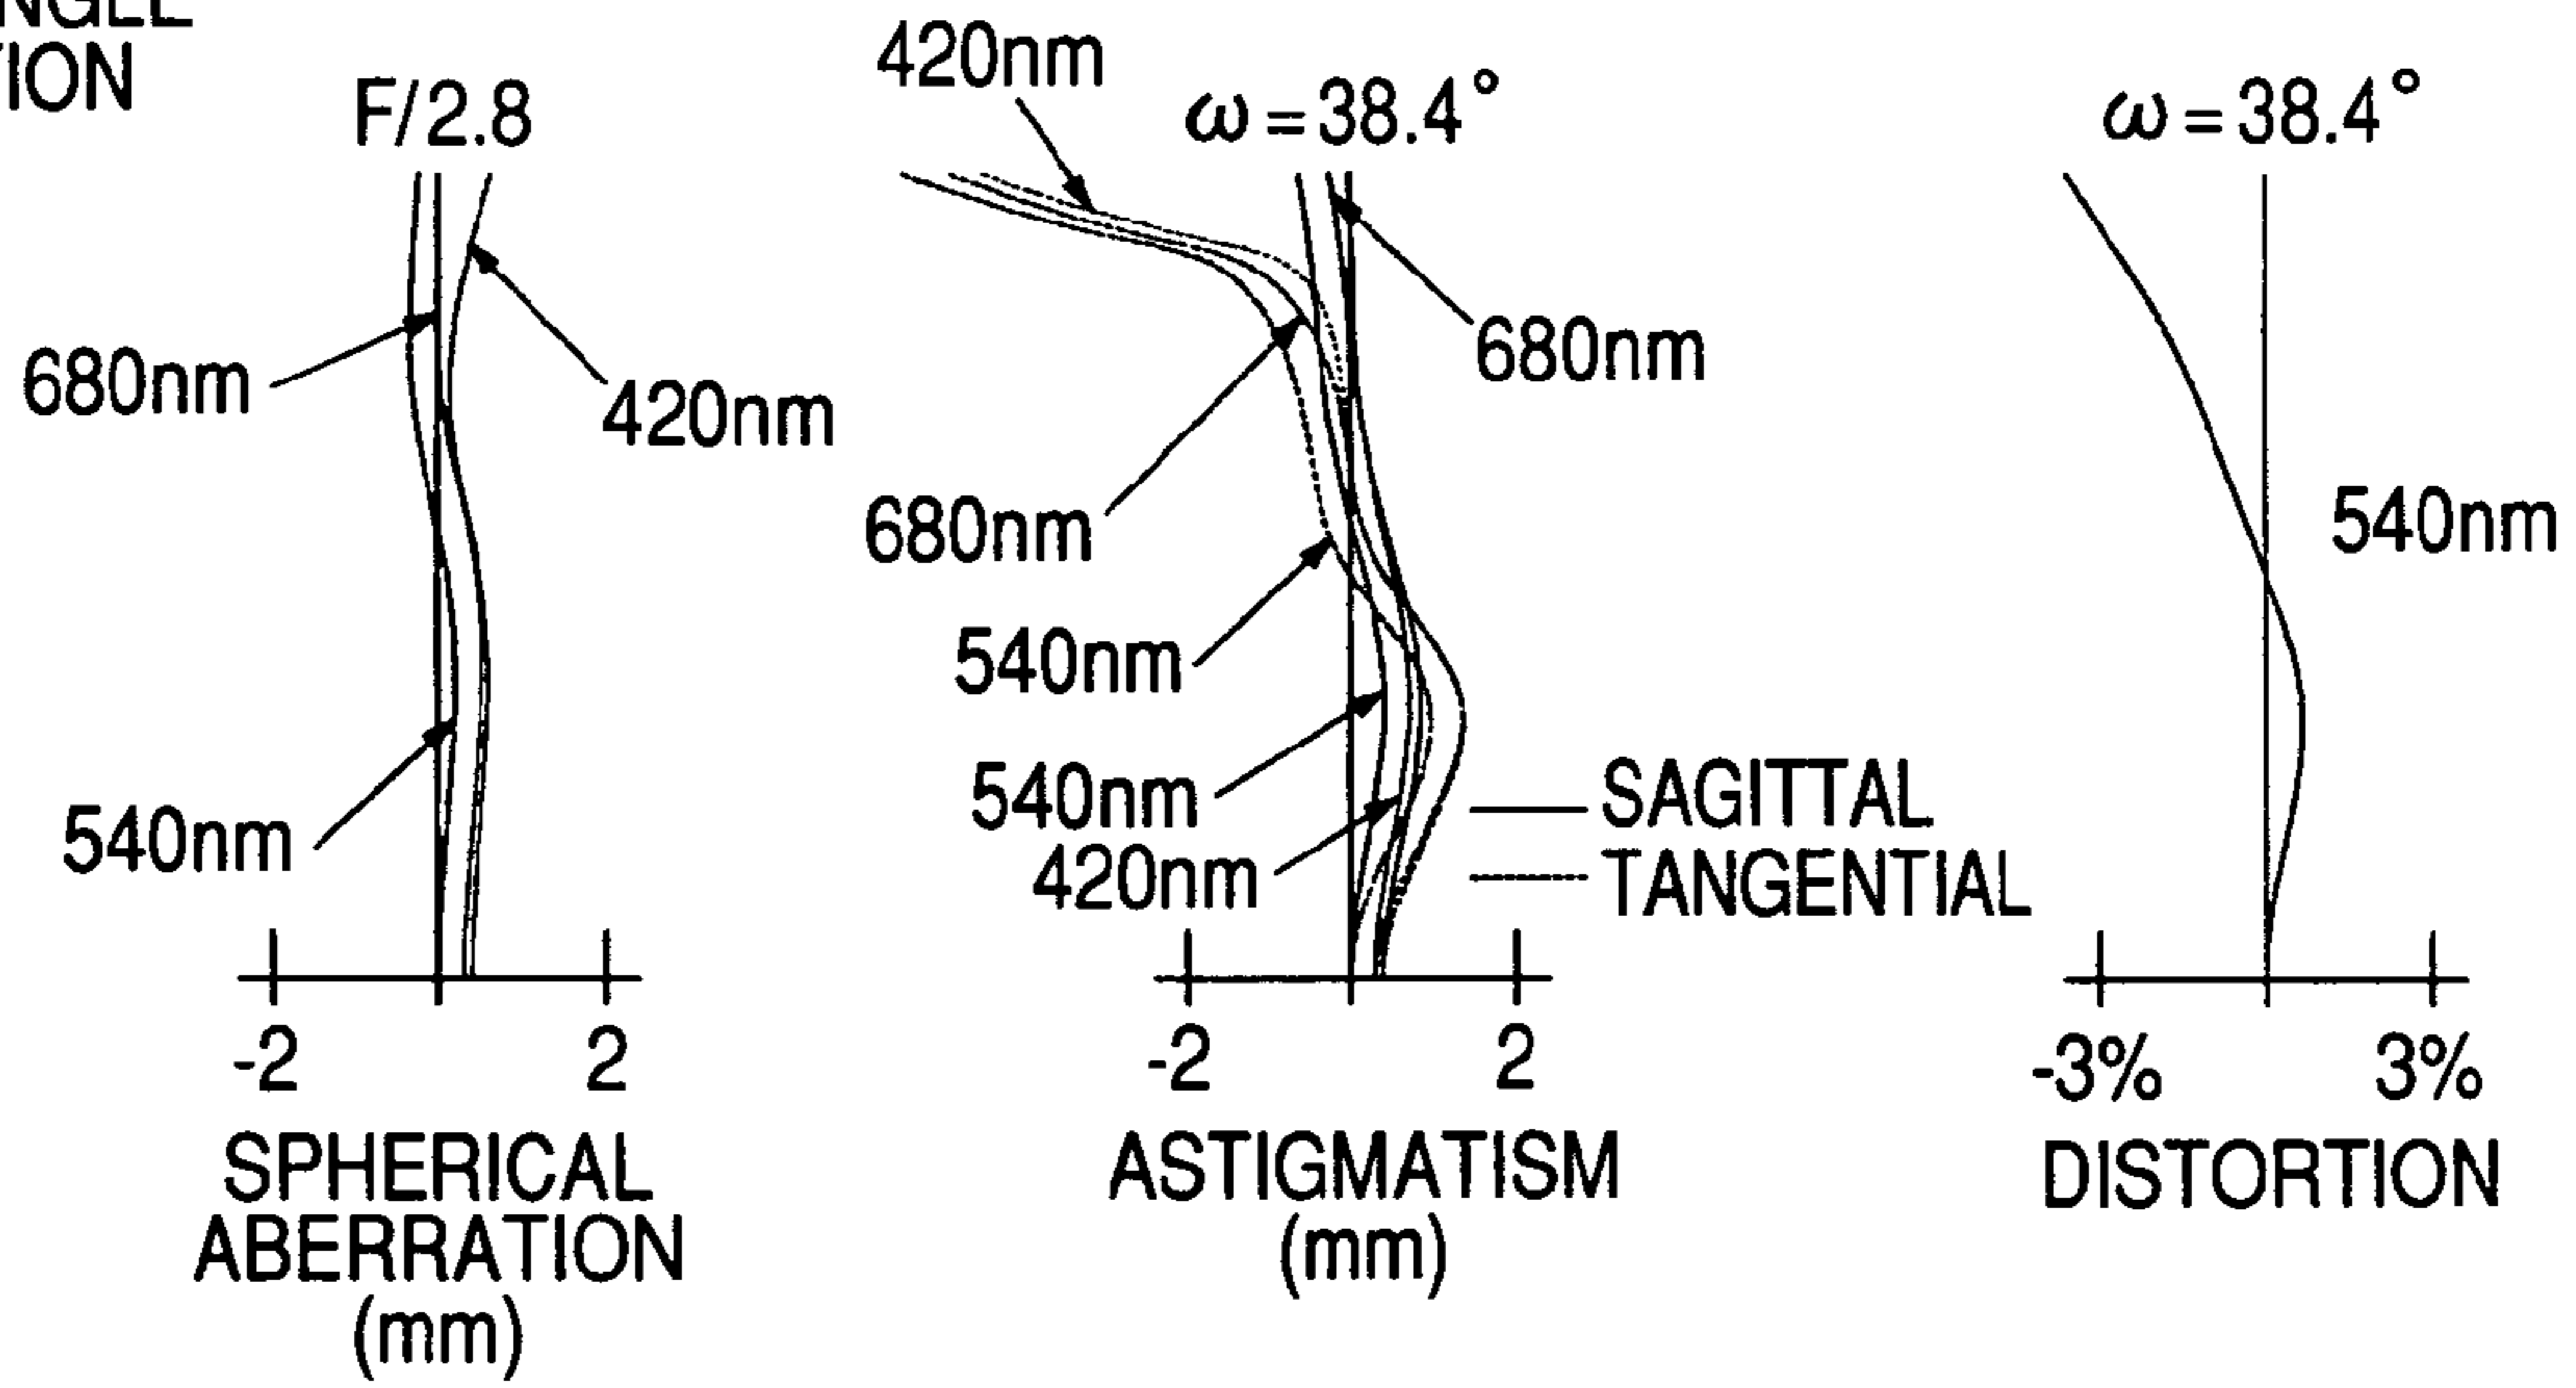 F/2.8
680nm
420nm
540nm
-2 2
SPHERICAL
ABERRATION
(mm)
420nm
ω = 38.4°
680nm
680nm
540nm
540nm
420nm
SAGITTAL
TANGENTIAL
-2 2
ASTIGMATISM
(mm)
ω = 38.4°
540nm
-3% 3%
DISTORTION